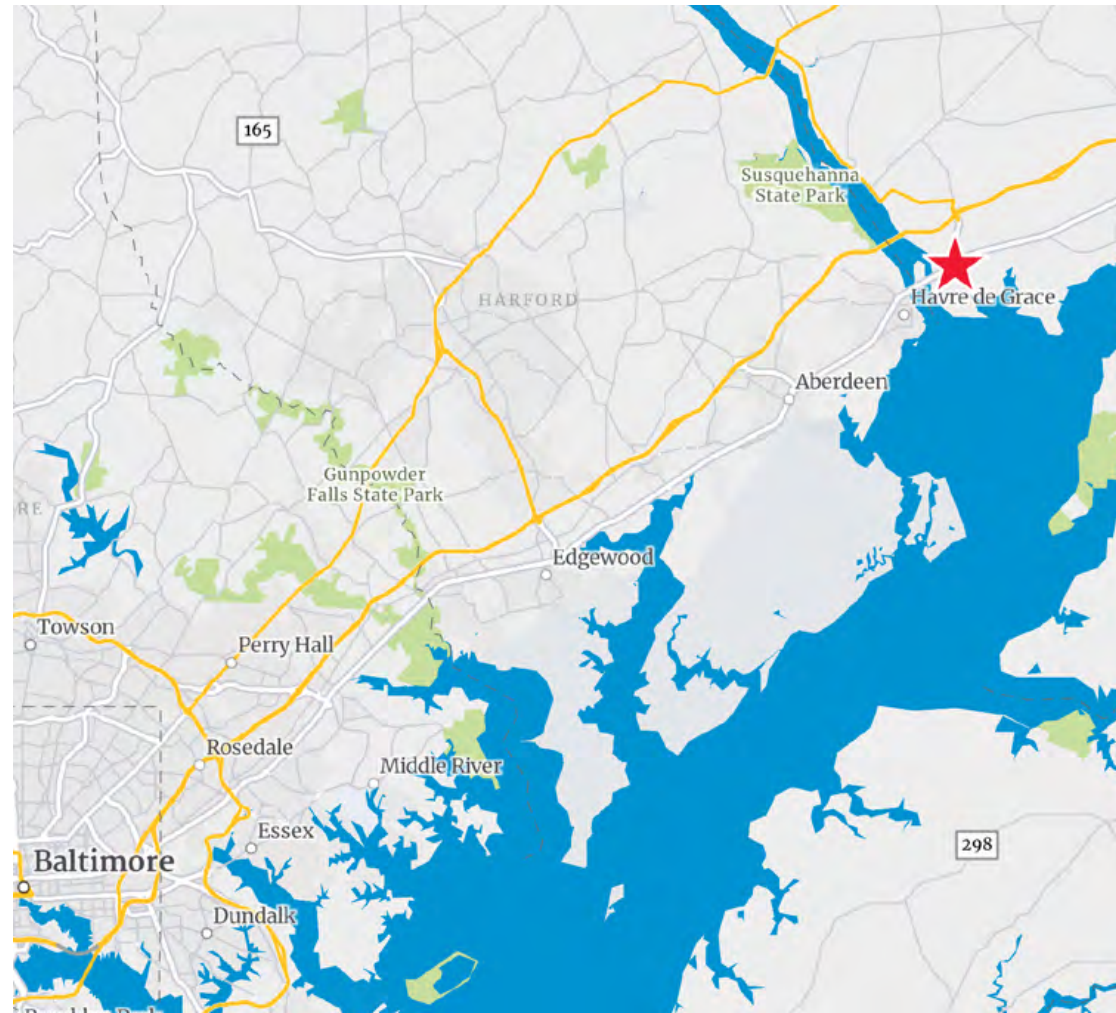 165
Susquehanna
State Park
HARFORD
Havre de Grace
Aberdeen
Gunpowder
Falls State Park
RE
Edgewood
Towson
Perry Hall
Rosedale
Middle River
Essex
298
Baltimore
Dundalk